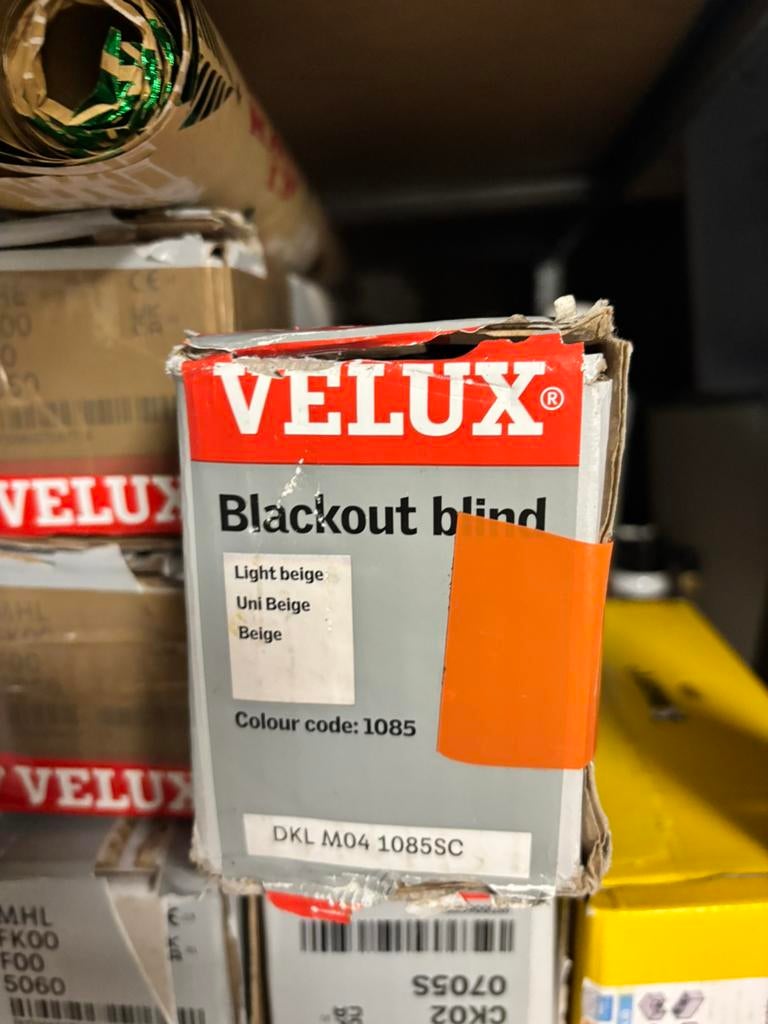 VELUX®
Blackout blind
Light beige
Uni Beige
Beige
Colour code: 1085
DKL M04 1085SC
VELUX
VELUX
MHL
FK00
F00
5060
0705S
CK02